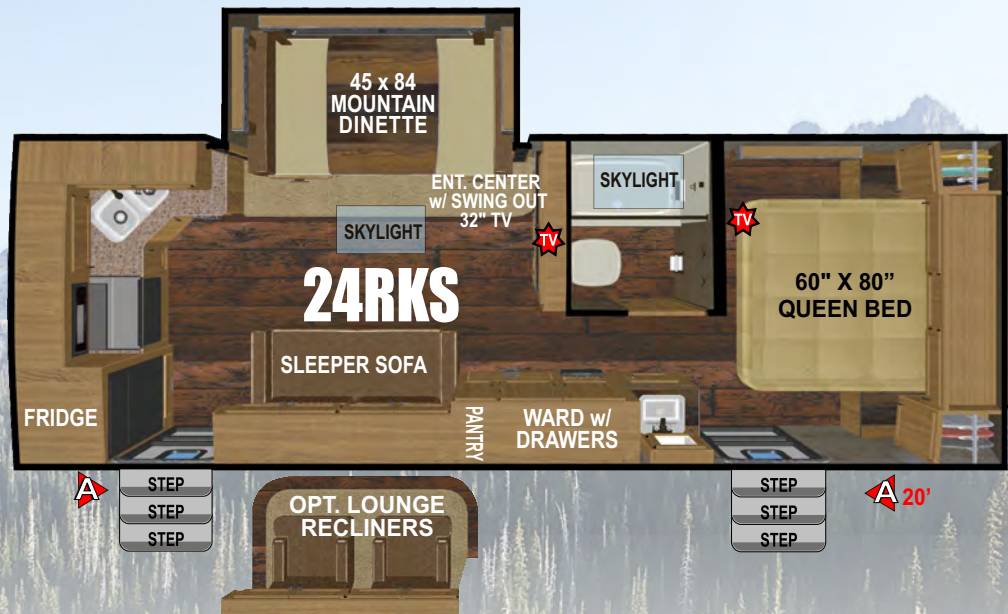 45 x 84
MOUNTAIN
DINETTE
ENT. CENTER
w/ SWING OUT
32" TV
SKYLIGHT
SKYLIGHT
TV
TV
24RKS
60" X 80”
QUEEN BED
SLEEPER SOFA
FRIDGE
PANTRY
WARD w/
DRAWERS
A
STEP
STEP
STEP
OPT. LOUNGE
RECLINERS
STEP
STEP
STEP
A 20'